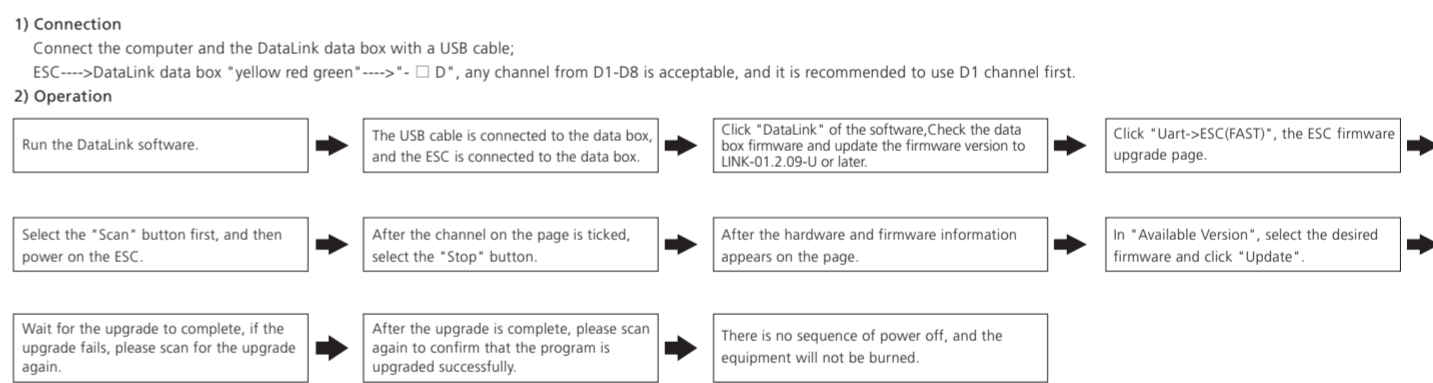 1) Connection
Connect the computer and the DataLink data box with a USB cable;
ESC---->DataLink data box "yellow red green"---->"- □ D", any channel from D1-D8 is acceptable, and it is recommended to use D1 channel first.
2) Operation
Run the DataLink software.
The USB cable is connected to the data box,
and the ESC is connected to the data box.
Click "DataLink" of the software,Check the data
box firmware and update the firmware version to
LINK-01.2.09-U or later.
Click "Uart->ESC(FAST)", the ESC firmware
upgrade page.
Select the "Scan" button first, and then
power on the ESC.
After the channel on the page is ticked,
select the "Stop" button.
After the hardware and firmware information
appears on the page.
In "Available Version", select the desired
firmware and click "Update".
Wait for the upgrade to complete, if the
upgrade fails, please scan for the upgrade
again.
After the upgrade is complete, please scan
again to confirm that the program is
upgraded successfully.
There is no sequence of power off, and the
equipment will not be burned.